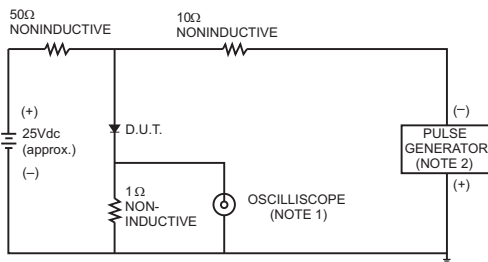 50Ω
NONINDUCTIVE
10Ω
NONINDUCTIVE
(+)
25Vdc
(approx.)
(–)
D.U.T.
1Ω
NON-
INDUCTIVE
OSCILLISCOPE
(NOTE 1)
(–)
PULSE
GENERATOR
(NOTE 2)
(+)